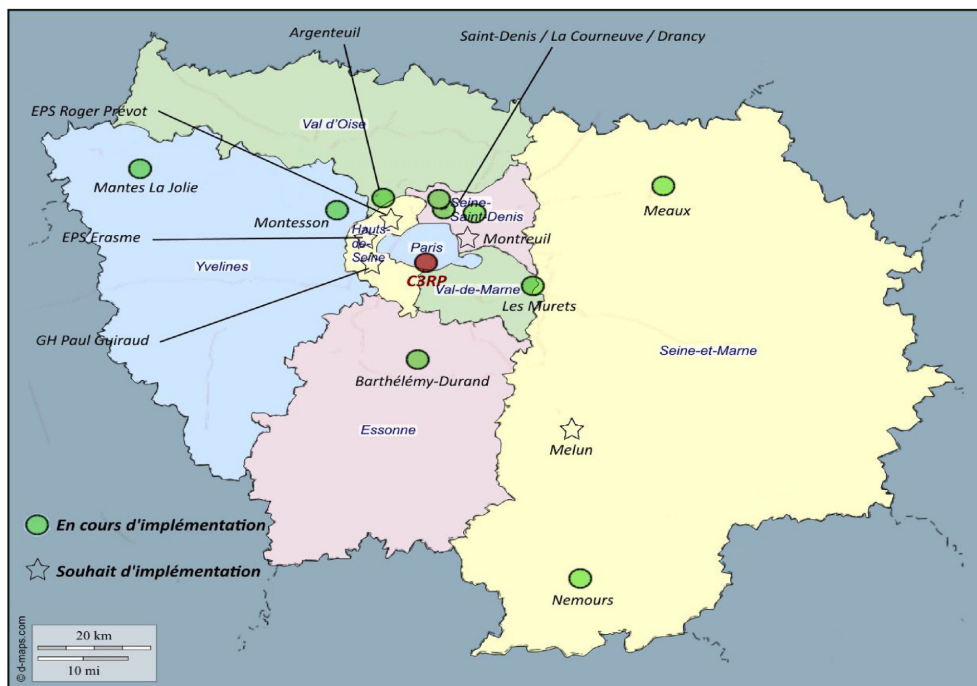 Argenteuil
Saint-Denis / La Courneuve / Drancy
EPS Roger Prévot
Val d'Oise
Mantes La Jolie
Montesson
Seine-
Saint-Denis
Meaux
EPS Erasme
Hauts-
de-
Seine
Paris
Montreuil
Yvelines
C3RP
Val-de-Marne
Les Murets
GH Paul Guiraud
Seine-et-Marne
Barthélémy-Durand
Essonne
Melun
En cours d'implémentation
Souhait d'implémentation
Nemours
20 km
10 mi
© d-maps.com